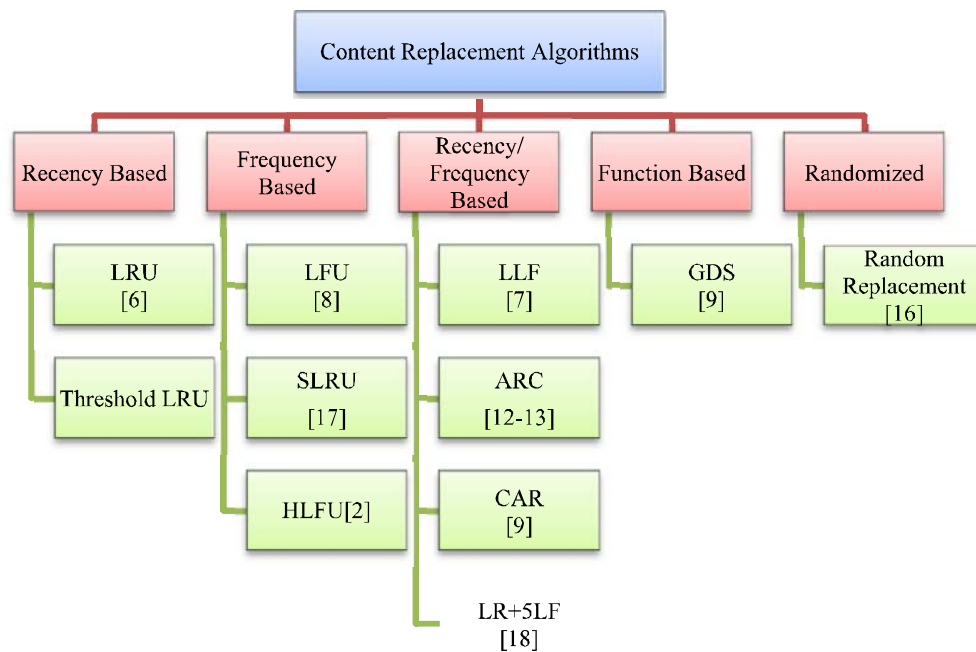 Content Replacement Algorithms
Recency Based
Frequency
Based
Recency/
Frequency
Based
Function Based
Randomized
LRU
[6]
LFU
[8]
LLF
[7]
GDS
[9]
Random
Replacement
[16]
Threshold LRU
SLRU
[17]
ARC
[12-13]
HLFU[2]
CAR
[9]
LR+5LF
[18]